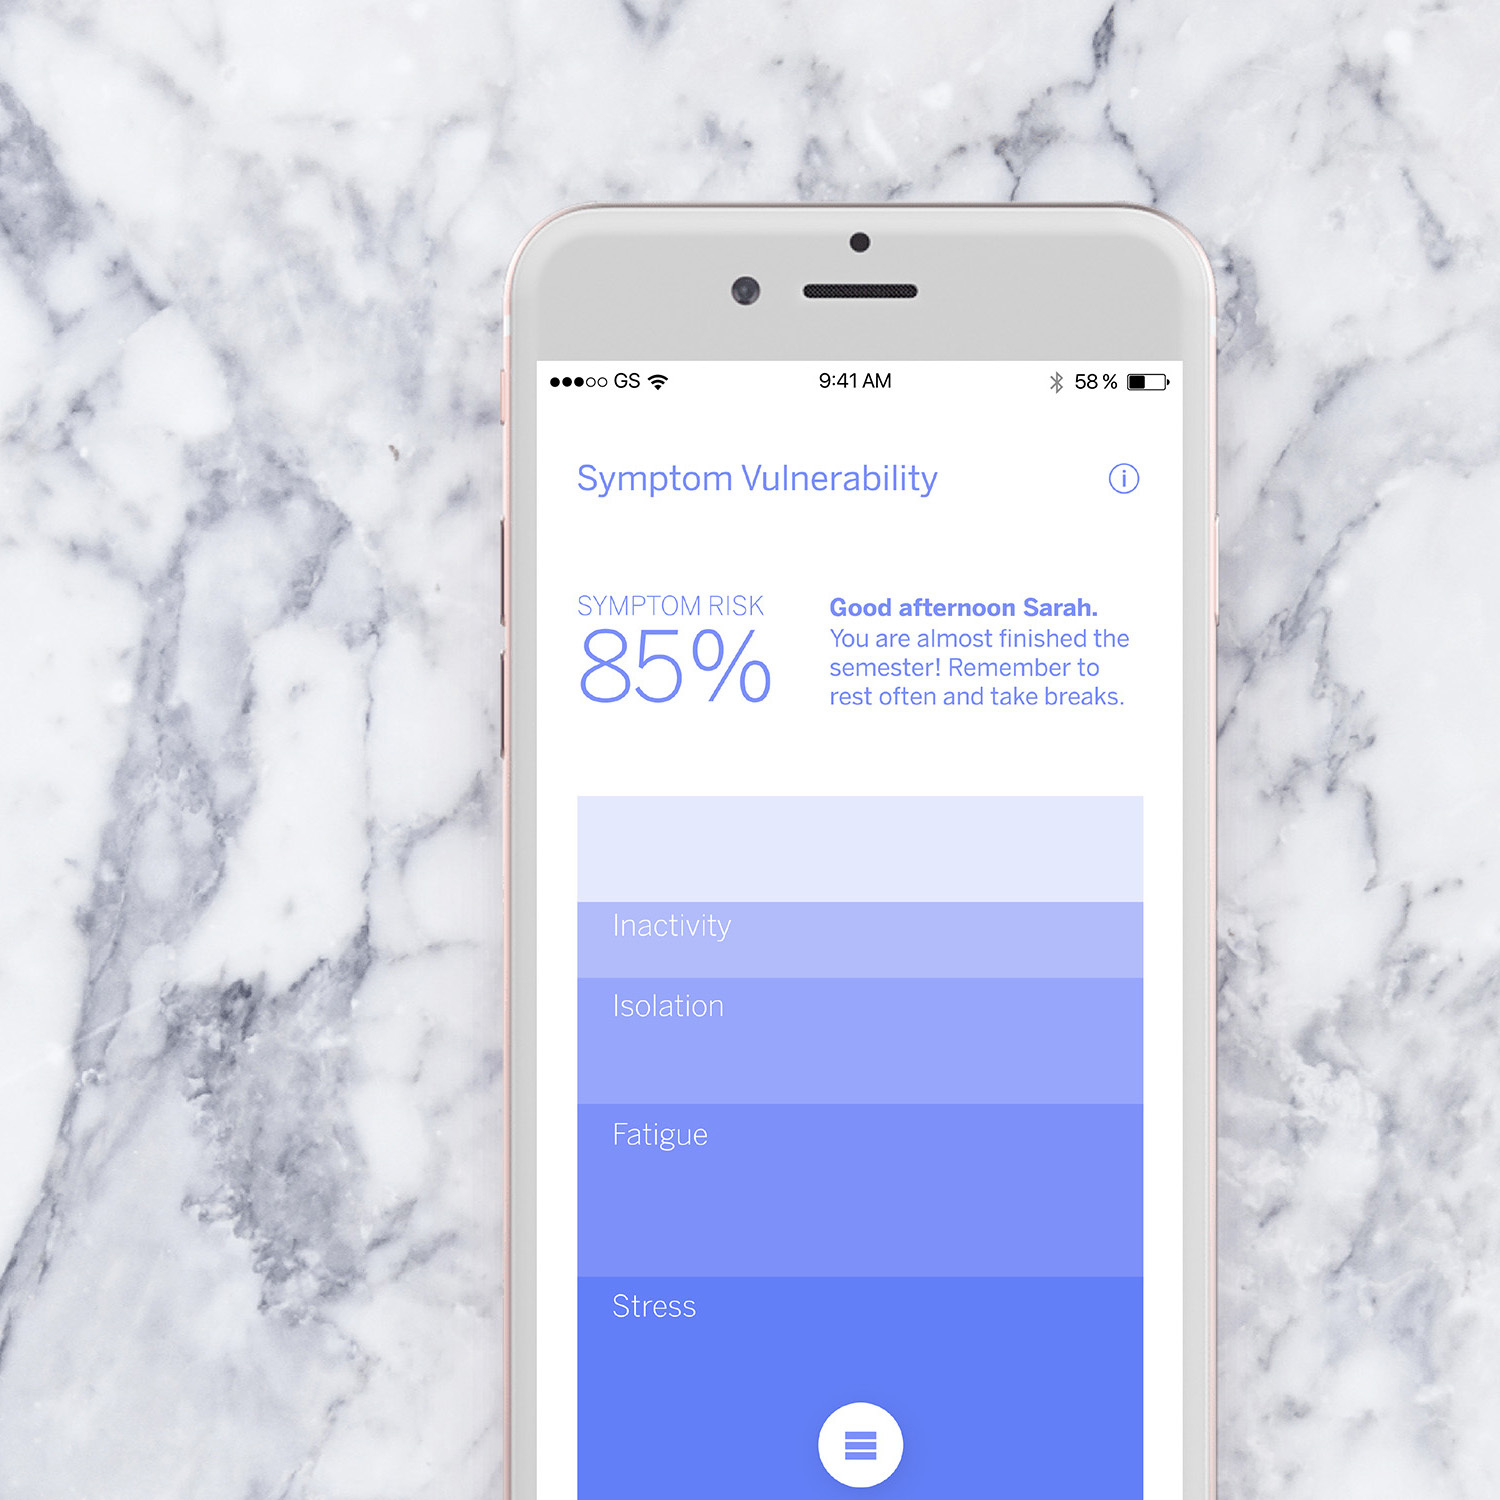 GS 9:41 AM 58 %
Symptom Vulnerability
SYMPTOM RISK
85%
Good afternoon Sarah.
You are almost finished the
semester! Remember to
rest often and take breaks.
Inactivity
Isolation
Fatigue
Stress